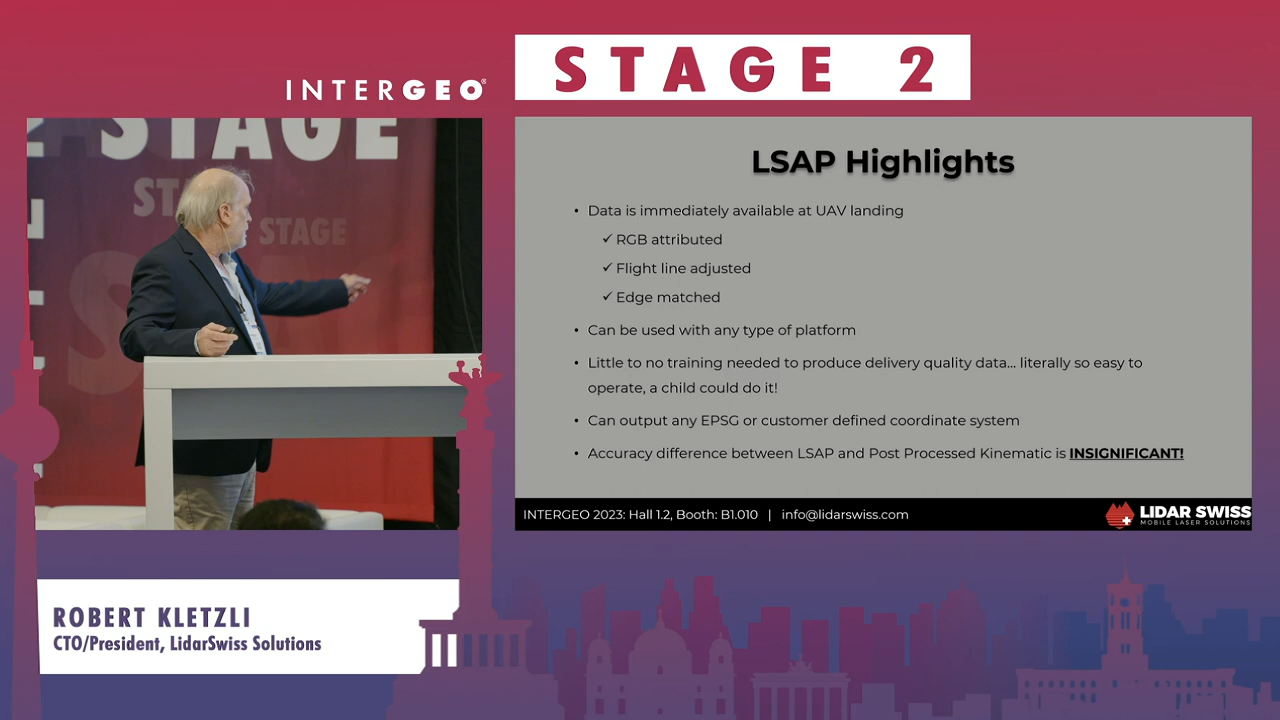 INTERGEO®
STAGE 2
STAGE
STAGE
STAGE
LSAP Highlights
• Data is immediately available at UAV landing
✓ RGB attributed
✓ Flight line adjusted
✓ Edge matched
• Can be used with any type of platform
• Little to no training needed to produce delivery quality data... literally so easy to
operate, a child could do it!
• Can output any EPSG or customer defined coordinate system
• Accuracy difference between LSAP and Post Processed Kinematic is INSIGNIFICANT!
INTERGEO 2023: Hall 1.2, Booth: B1.010 | info@lidarswiss.com
LIDAR SWISS
MOBILE LASER SOLUTIONS
ROBERT KLETZLI
CTO/President, LidarSwiss Solutions